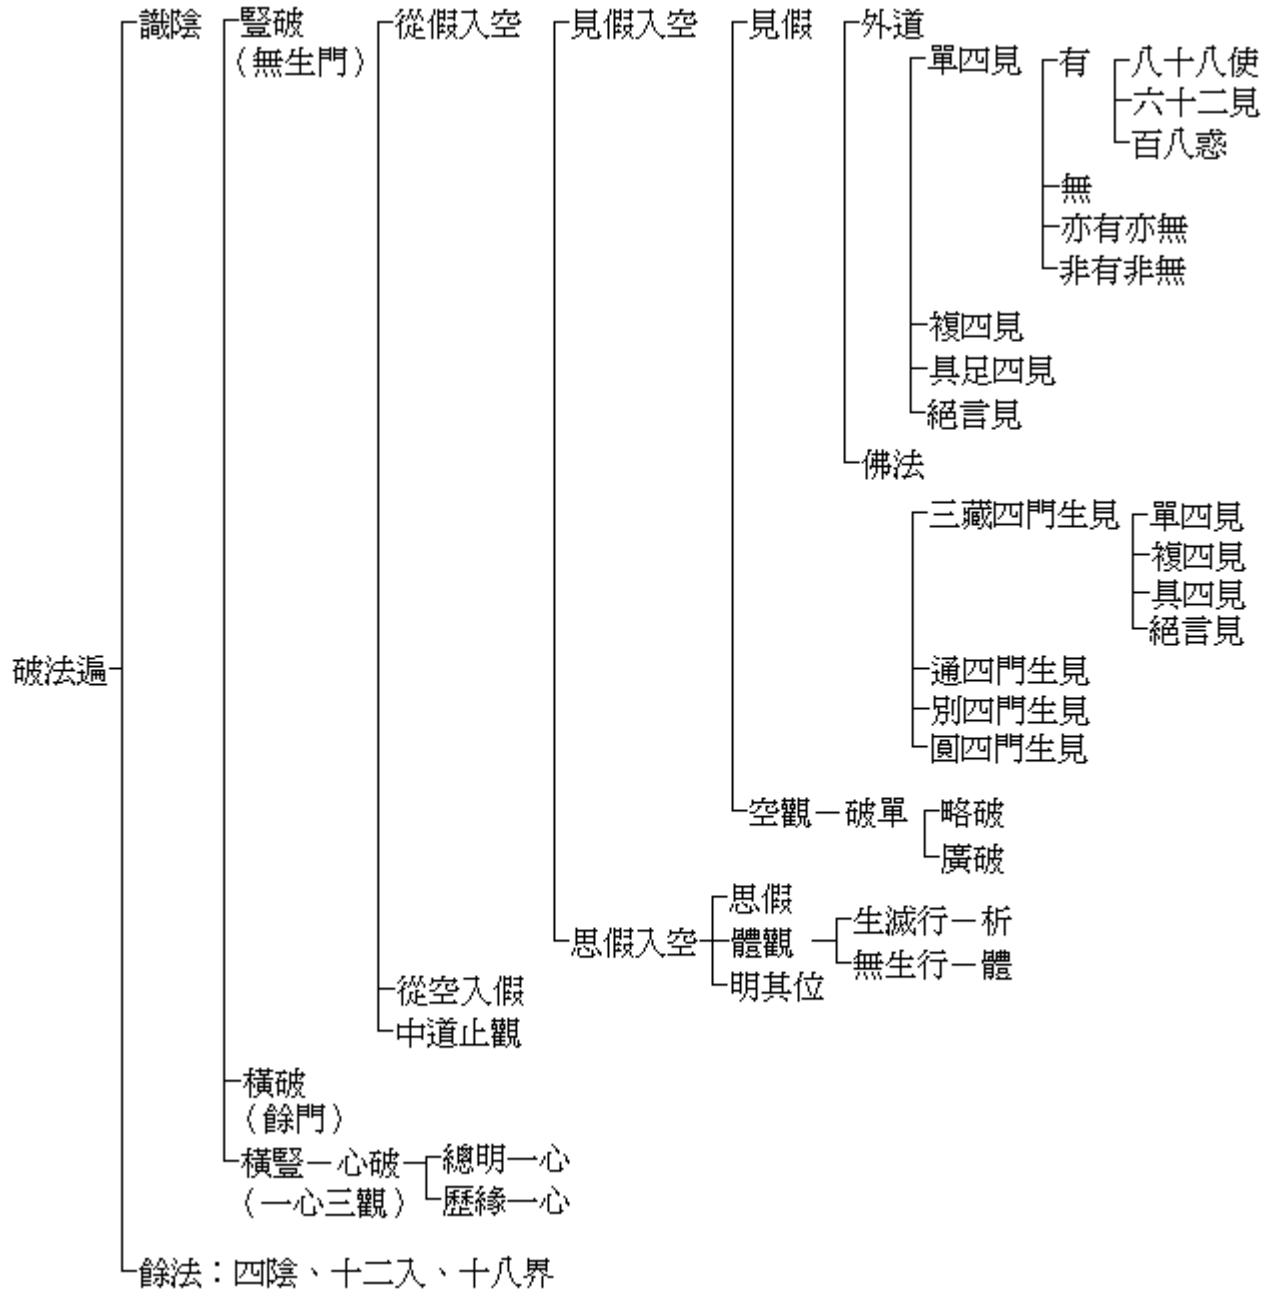 識陰 豎破 從假入空 見假入空 見假 外道
(無生門)
單四見 有 八十八使
六十二見
百八惑
無
亦有亦無
非有非無
複四見
具足四見
絕言見
佛法
三藏四門生見 單四見
複四見
具四見
絕言見
破法遍
通四門生見
別四門生見
圓四門生見
空觀－破單 略破
廣破
思假
生滅行－析
思假入空 體觀
無生行－體
明其位
從空入假
中道止觀
橫破
(餘門)
橫豎－心破 總明一心
(一心三觀) 歷緣一心
餘法：四陰、十二入、十八界